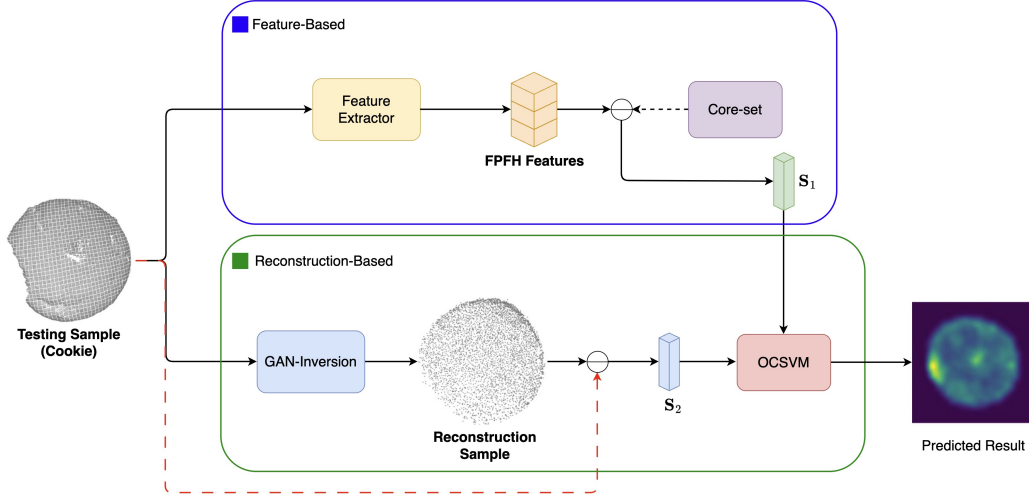 Feature-Based
Feature
Extractor
FPFH Features
Core-set
S₁
Reconstruction-Based
Testing Sample
(Cookie)
GAN-Inversion
Reconstruction
Sample
S₂
OCSVM
Predicted Result